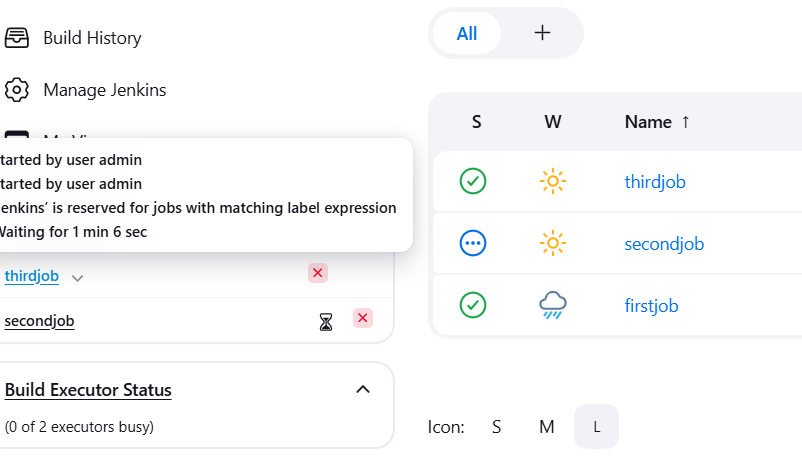 Build History
Manage Jenkins
tarted by user admin
tarted by user admin
enkins’ is reserved for jobs with matching label expression
Waiting for 1 min 6 sec
thirdjob
secondjob
Build Executor Status
(0 of 2 executors busy)
All +
S W Name ↑
thirdjob
secondjob
firstjob
Icon: S M L